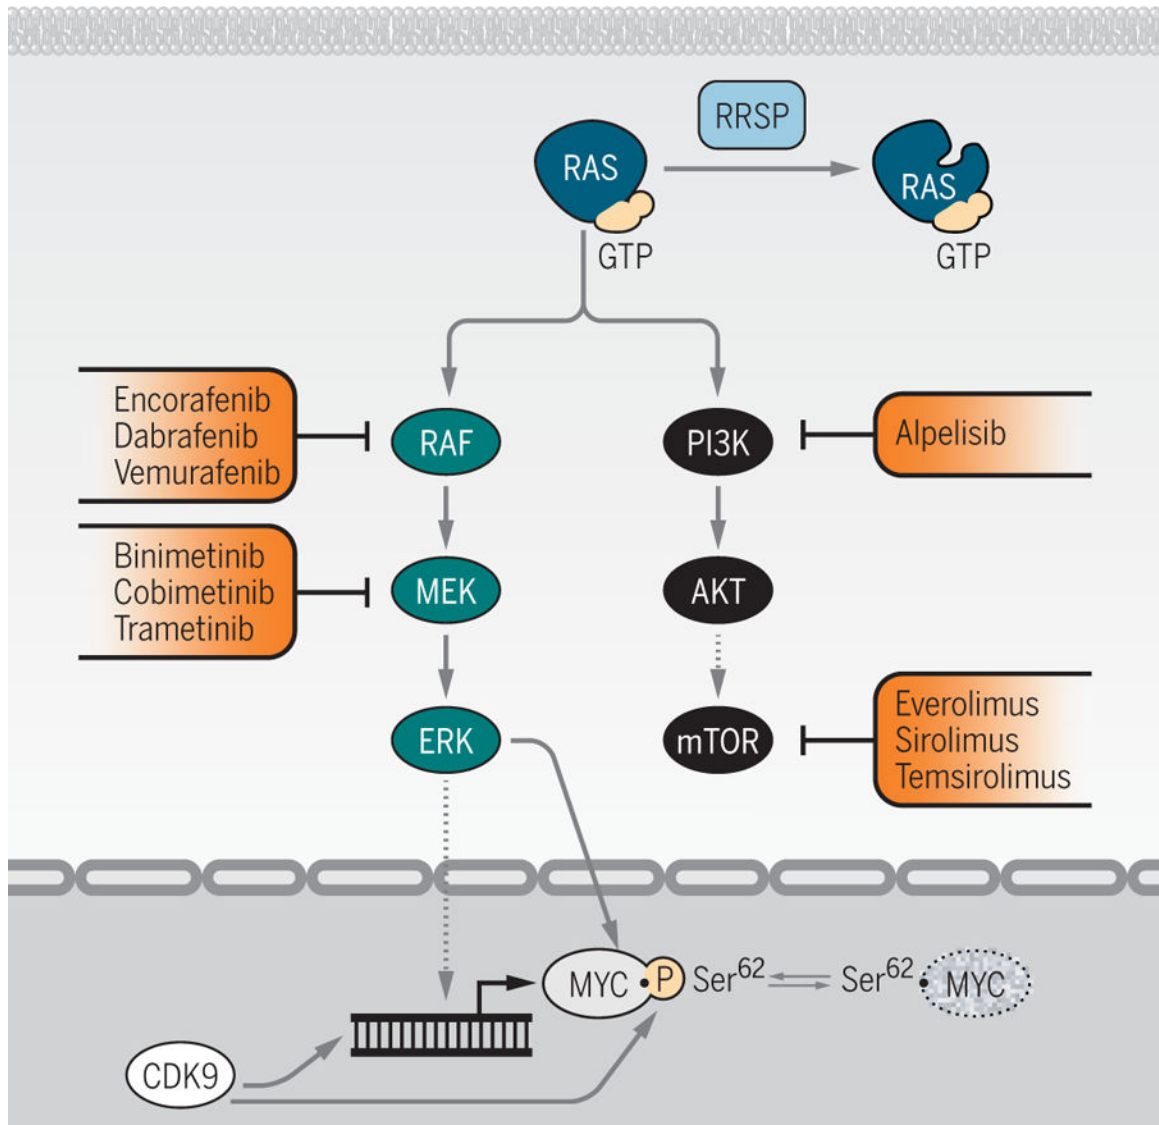 RRSP
RAS
RAS
GTP
GTP
Encorafenib
Dabrafenib
Vemurafenib
RAF
PI3K
Alpelisib
Binimetinib
Cobimetinib
Trametinib
MEK
AKT
ERK
mTOR
Everolimus
Sirolimus
Temsirolimus
MYC P Ser⁶² Ser⁶² MYC
CDK9